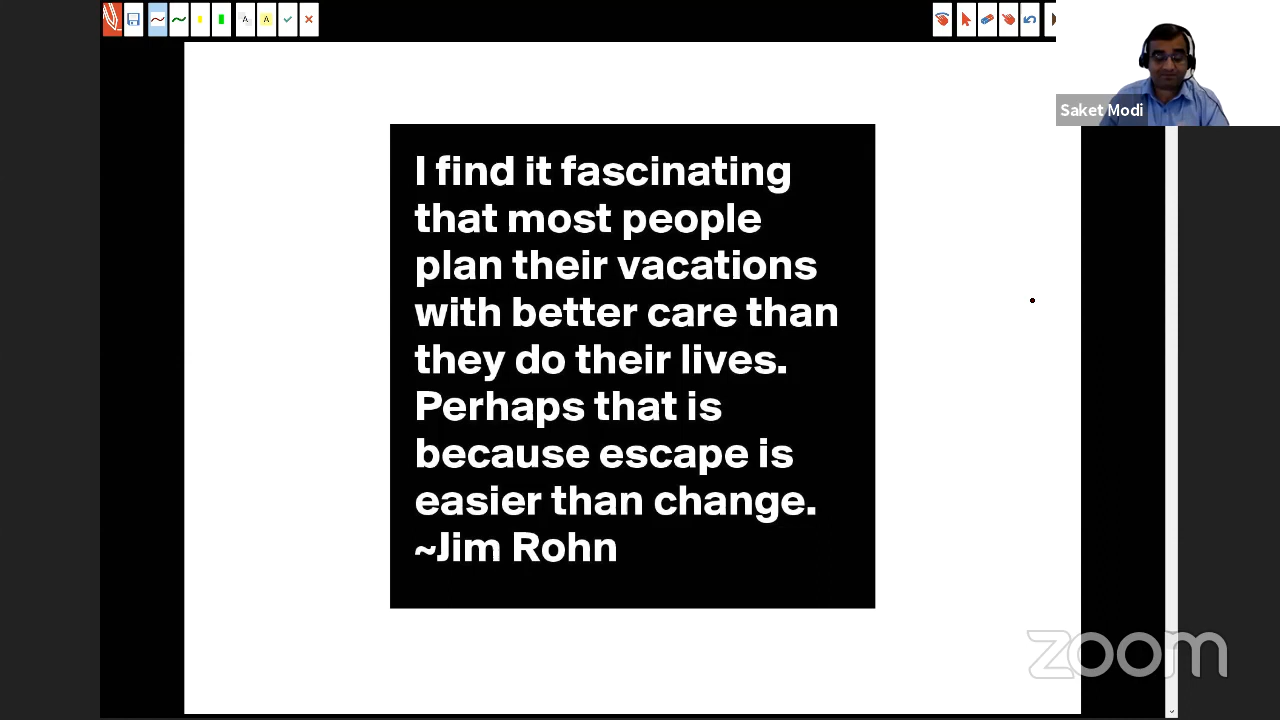 Saket Modi
I find it fascinating
that most people
plan their vacations
with better care than
they do their lives.
Perhaps that is
because escape is
easier than change.
~Jim Rohn
zoom